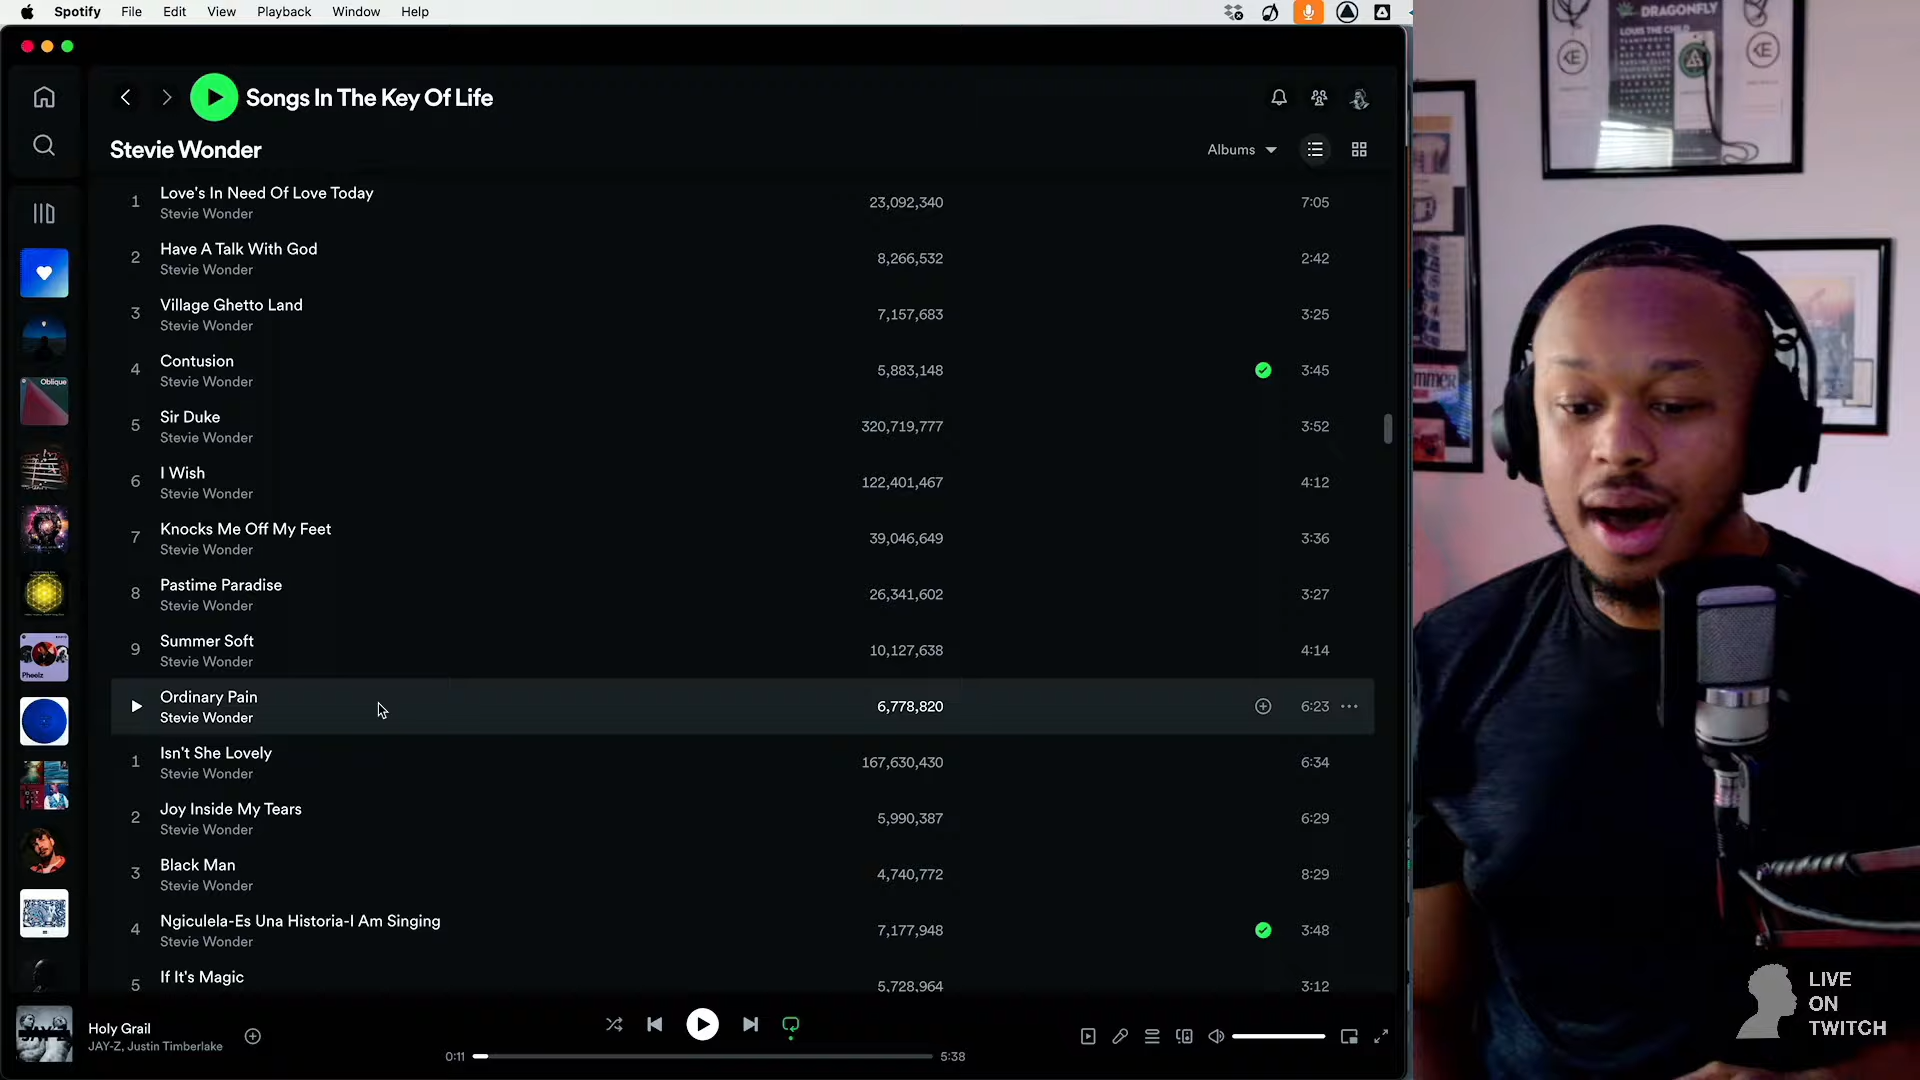 Spotify File Edit View Playback Window Help
Songs In The Key Of Life
Stevie Wonder
Albums
1 Love's In Need Of Love Today 23,092,340 7:05
Stevie Wonder
2 Have A Talk With God 8,266,532 2:42
Stevie Wonder
3 Village Ghetto Land 7,157,683 3:25
Stevie Wonder
4 Contusion 5,883,148 3:45
Stevie Wonder
5 Sir Duke 320,719,777 3:52
Stevie Wonder
6 I Wish 122,401,467 4:12
Stevie Wonder
7 Knocks Me Off My Feet 39,046,649 3:36
Stevie Wonder
8 Pastime Paradise 26,341,602 3:27
Stevie Wonder
9 Summer Soft 10,127,638 4:14
Stevie Wonder
Ordinary Pain 6,778,820 6:23
Stevie Wonder
1 Isn't She Lovely 167,630,430 6:34
Stevie Wonder
2 Joy Inside My Tears 5,990,387 6:29
Stevie Wonder
3 Black Man 4,740,772 8:29
Stevie Wonder
4 Ngiculela-Es Una Historia-I Am Singing 7,177,948 3:48
Stevie Wonder
5 If It's Magic 5,728,964 3:12
Oblique
Pheelz
Holy Grail
JAY-Z, Justin Timberlake
0:11 5:38
DRAGONFLY
LOUIS THE CHILD
LIVE
ON
TWITCH